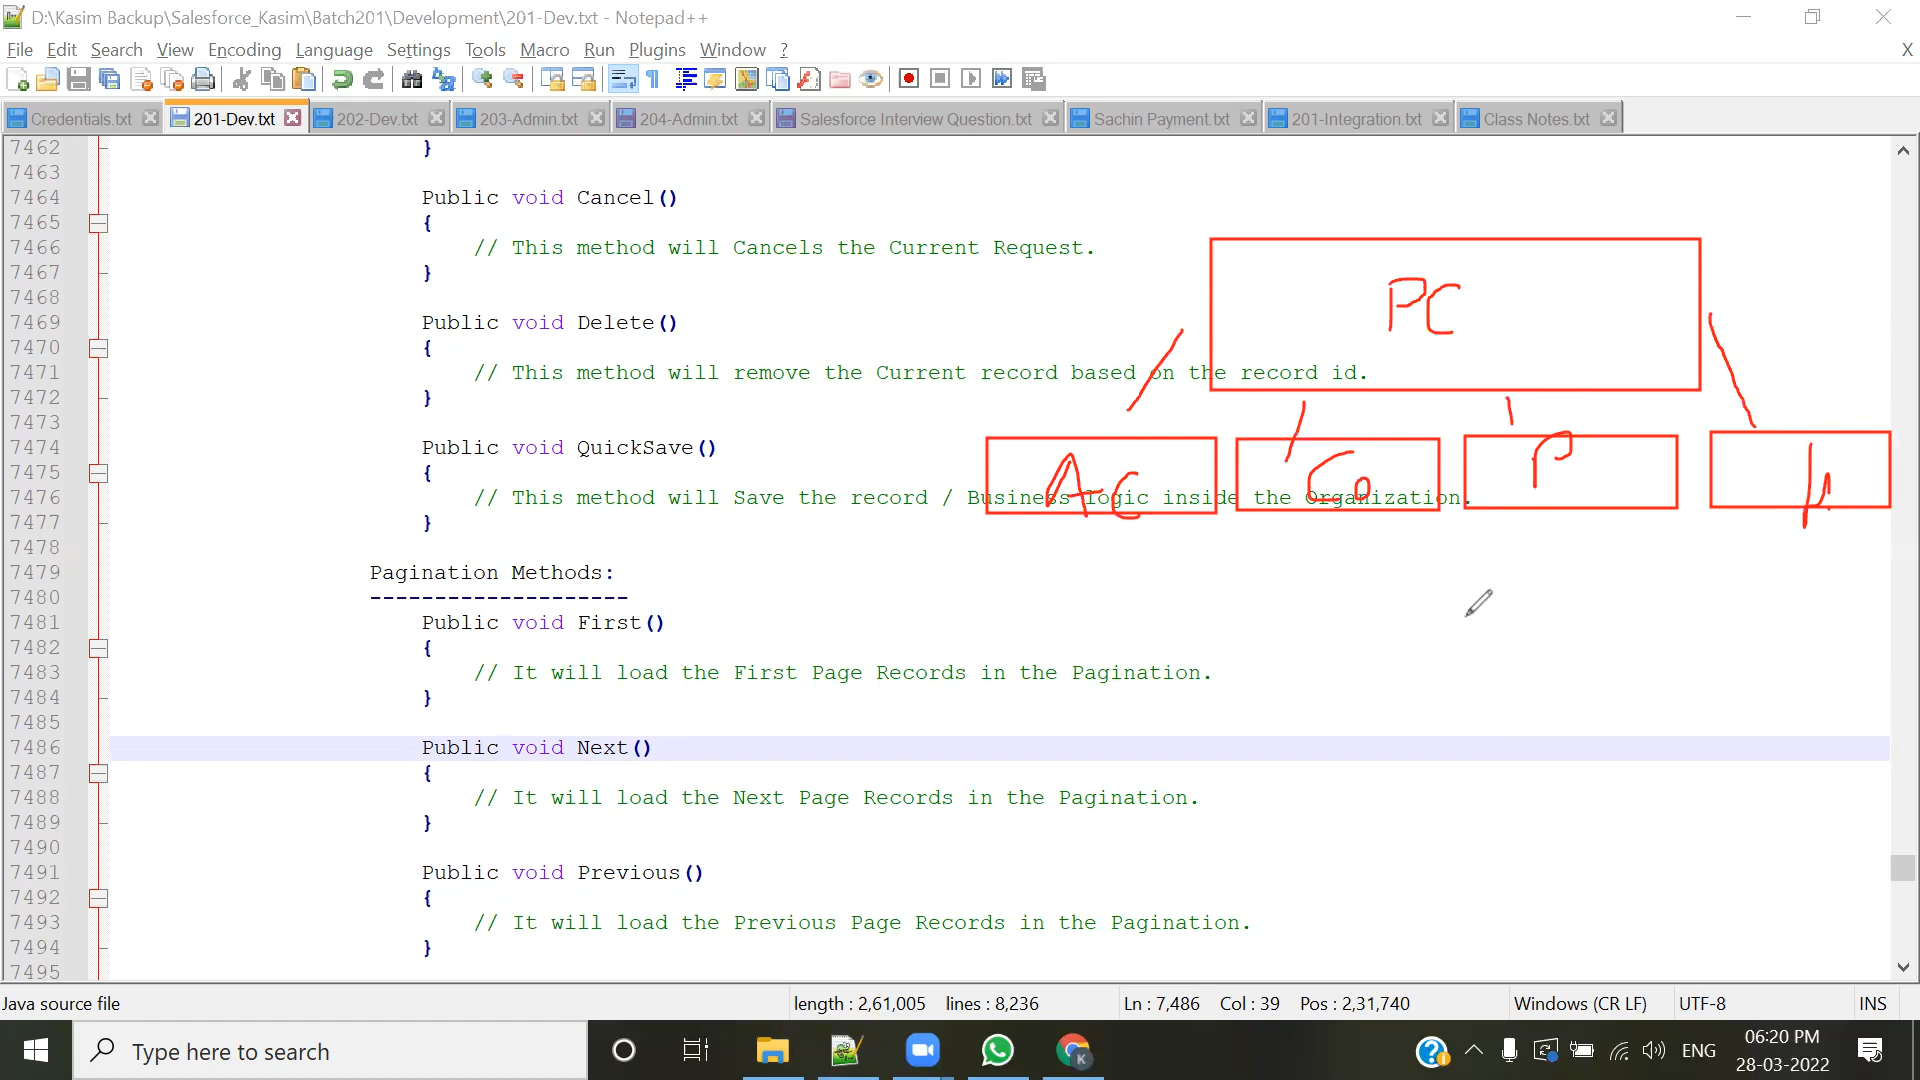 D:\Kasim Backup\Salesforce_Kasim\Batch201\Development\201-Dev.txt - Notepad++
File Edit Search View Encoding Language Settings Tools Macro Run Plugins Window ? X
Credentials.txt 201-Dev.txt 202-Dev.txt 203-Admin.txt 204-Admin.txt Salesforce Interview Question.txt Sachin Payment.txt 201-Integration.txt Class Notes.txt
7462 }
7463
7464 Public void Cancel()
7465 {
7466 // This method will Cancels the Current Request.
7467 }
7468
7469 Public void Delete()
7470 {
7471 // This method will remove the Current record based on the record id.
7472 }
7473
7474 Public void QuickSave()
7475 {
7476 // This method will Save the record / Business logic inside the Organization.
7477 }
7478
7479 Pagination Methods:
7480 --------------------
7481 Public void First()
7482 {
7483 // It will load the First Page Records in the Pagination.
7484 }
7485
7486 Public void Next()
7487 {
7488 // It will load the Next Page Records in the Pagination.
7489 }
7490
7491 Public void Previous()
7492 {
7493 // It will load the Previous Page Records in the Pagination.
7494 }
7495
PC
Ac Co P
Java source file length : 2,61,005 lines : 8,236 Ln : 7,486 Col : 39 Pos : 2,31,740 Windows (CR LF) UTF-8 INS
Type here to search
K
ENG
06:20 PM
28-03-2022